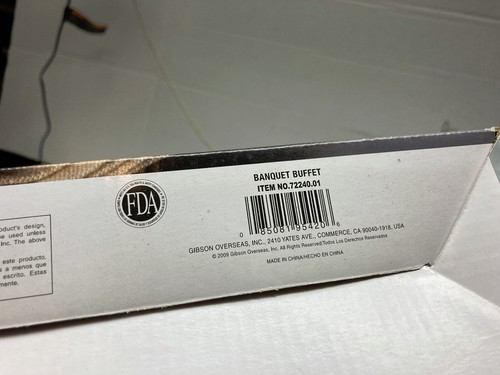 BANQUET BUFFET
ITEM NO.72240.01
FDA
0 85081 95420 6
GIBSON OVERSEAS, INC., 2410 YATES AVE., COMMERCE, CA 90040-1918, USA
© 2009 Gibson Overseas, Inc. All Rights Reserved/Todos Los Derechos Reservados
MADE IN CHINA/HECHO EN CHINA
oduct's design,
e used unless
Inc. The above
este producto,
s a menos que
escrito. Estas
mente.